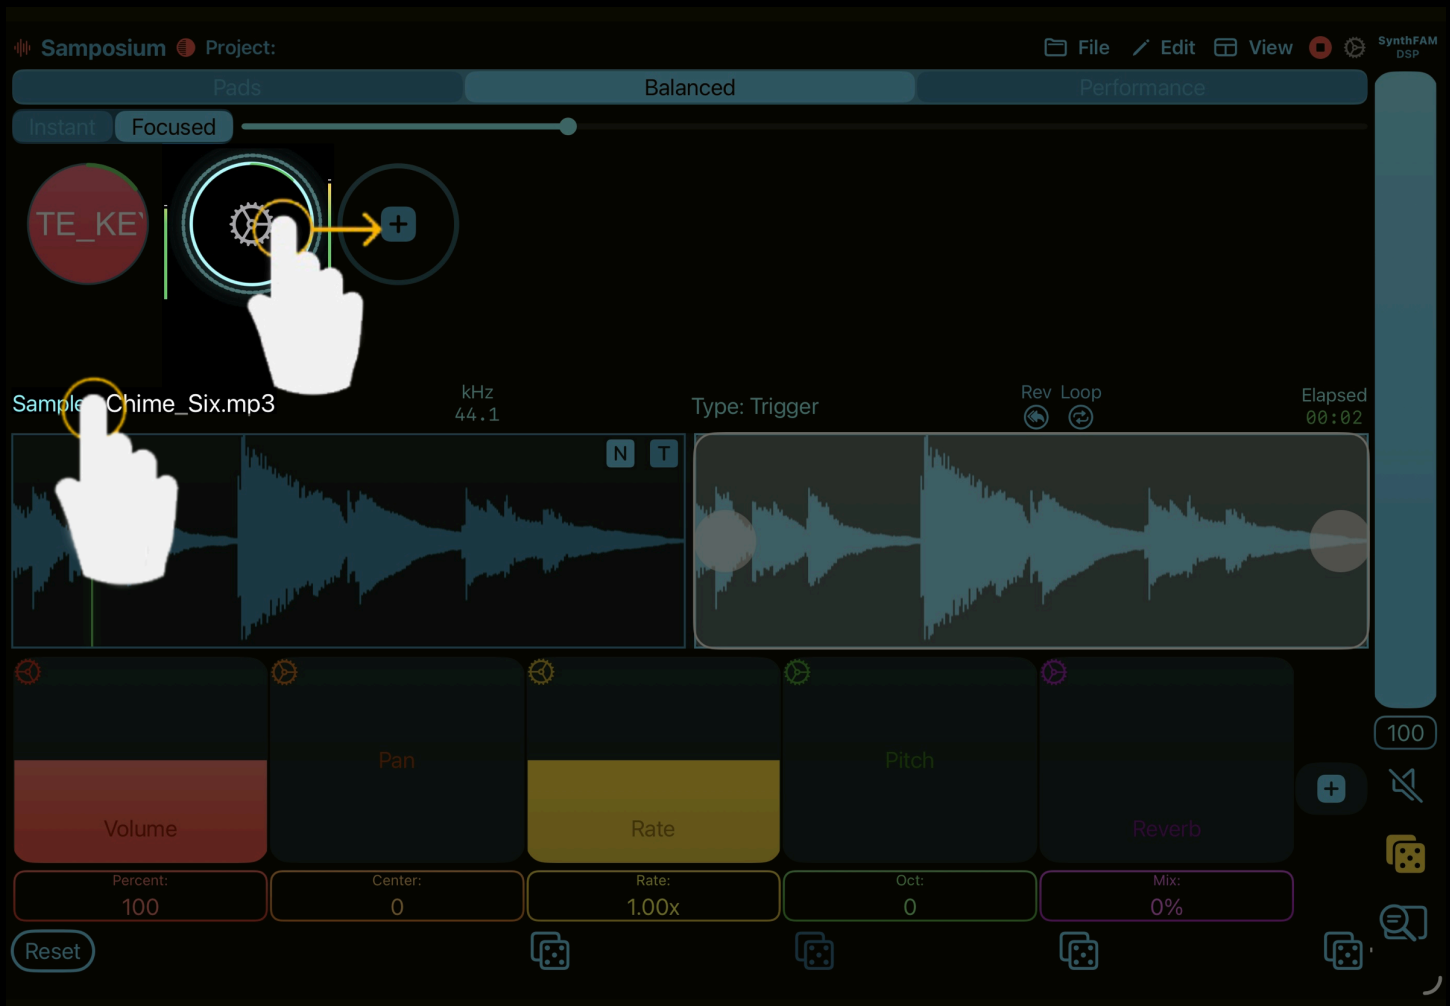 Samposium Project: File Edit View SynthFAM DSP
Pads Balanced Performance
Instant Focused
TE_KEY
Sample Chime_Six.mp3
kHz
44.1
Type: Trigger
Rev Loop
Elapsed
00:02
N T
Volume Pan Rate Pitch Reverb
Percent: Center: Rate: Oct: Mix:
100 0 1.00x 0 0%
100
Reset